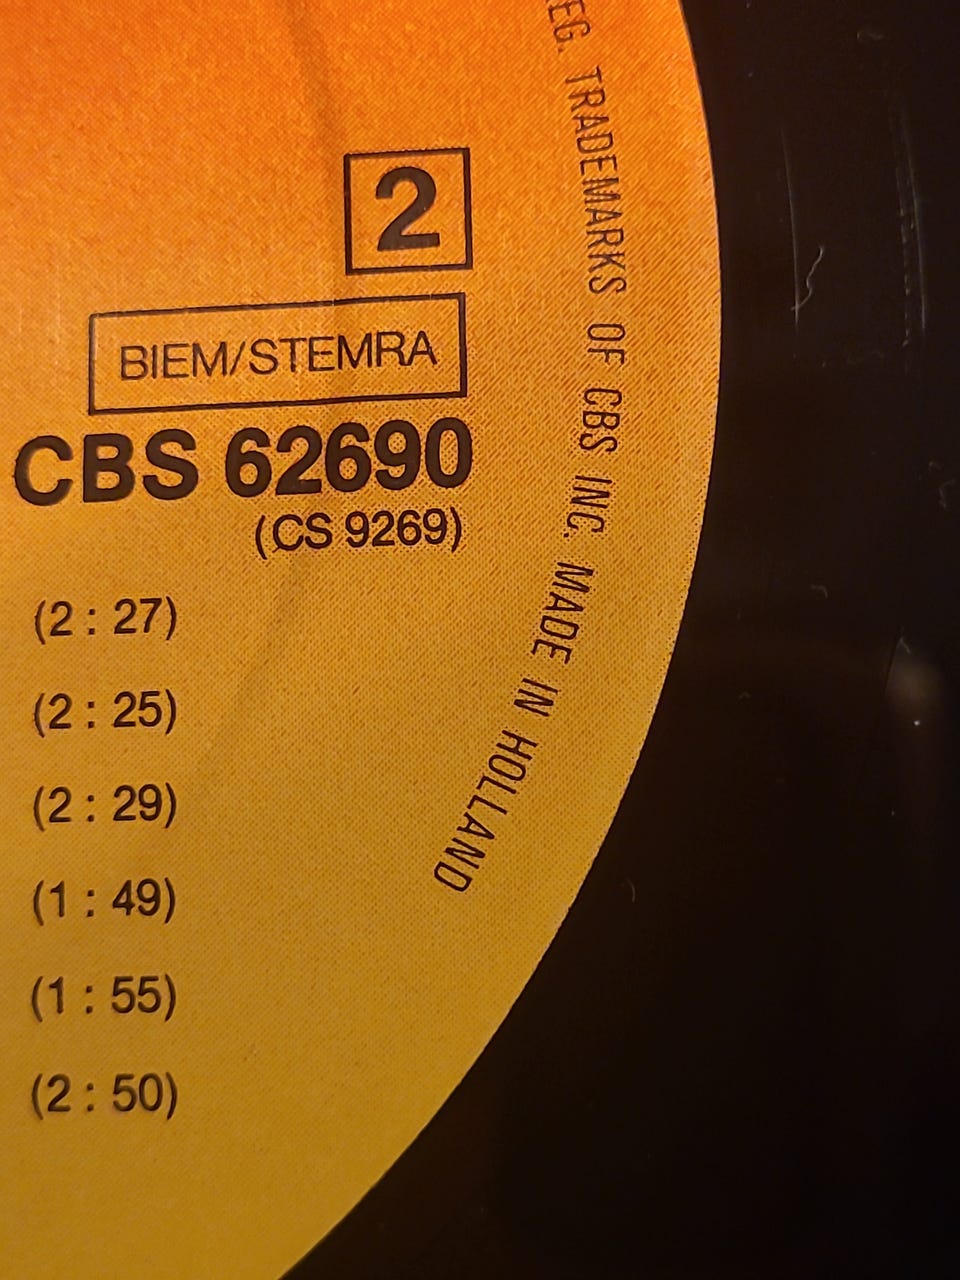 2
BIEM/STEMRA
CBS 62690
(CS 9269)
(2 : 27)
(2 : 25)
(2 : 29)
(1 : 49)
(1 : 55)
(2 : 50)
EG. TRADEMARKS OF CBS INC. MADE IN HOLLAND